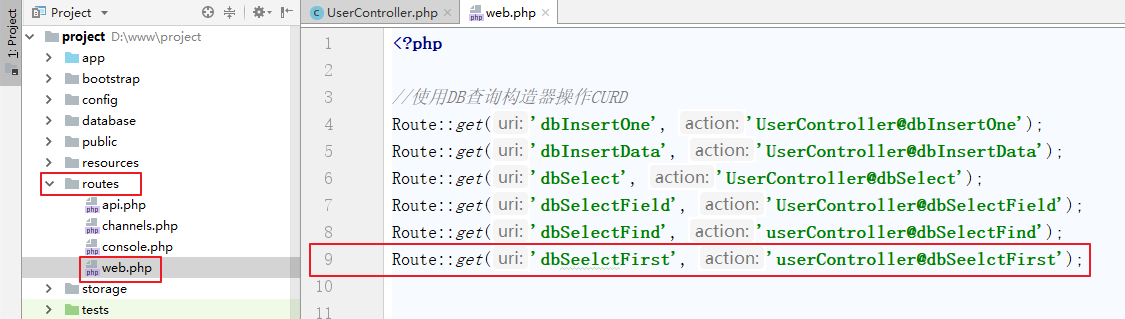 1: Project
Project
project D:\www\project
app
bootstrap
config
database
public
resources
routes
php api.php
php channels.php
php console.php
php web.php
storage
tests
C UserController.php
php web.php
1 <?php
2
3 //使用DB查询构造器操作CURD
4 Route::get( uri: 'dbInsertOne', action: 'UserController@dbInsertOne');
5 Route::get( uri: 'dbInsertData', action: 'UserController@dbInsertData');
6 Route::get( uri: 'dbSelect', action: 'UserController@dbSelect');
7 Route::get( uri: 'dbSelectField', action: 'UserController@dbSelectField');
8 Route::get( uri: 'dbSelectFind', action: 'userController@dbSelectFind');
9 Route::get( uri: 'dbSeelctFirst', action: 'userController@dbSeelctFirst');
10
11